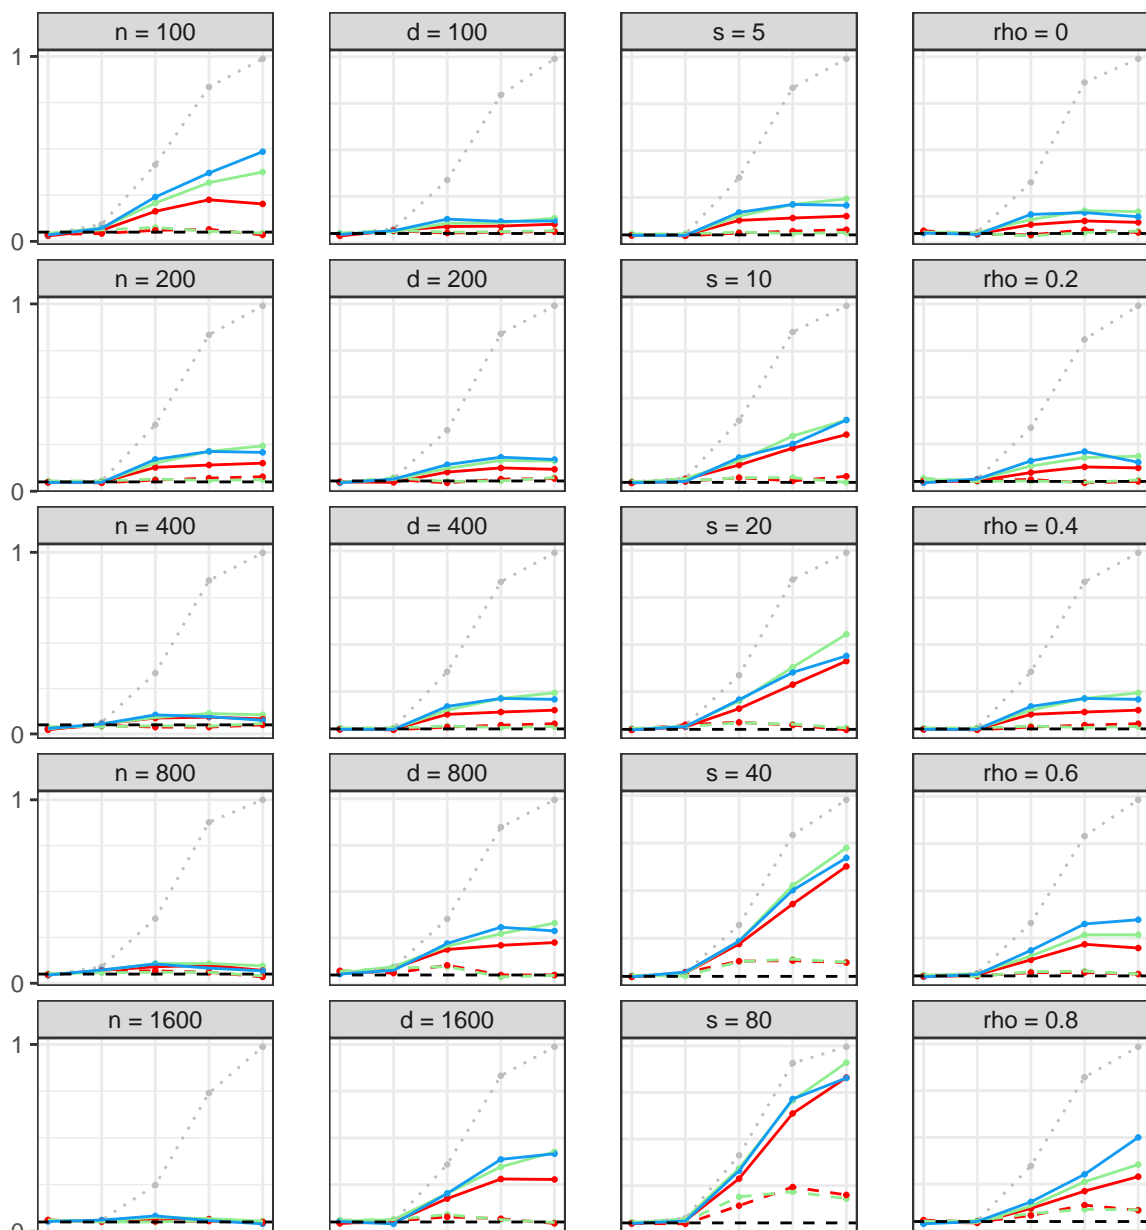 n = 100 d = 100 s = 5 rho = 0
1
0
n = 200 d = 200 s = 10 rho = 0.2
1
0
n = 400 d = 400 s = 20 rho = 0.4
1
0
n = 800 d = 800 s = 40 rho = 0.6
1
0
n = 1600 d = 1600 s = 80 rho = 0.8
1
0